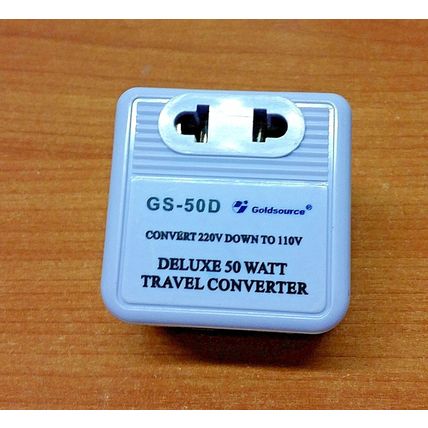 GS-50D Goldsource®
CONVERT 220V DOWN TO 110V
DELUXE 50 WATT
TRAVEL CONVERTER